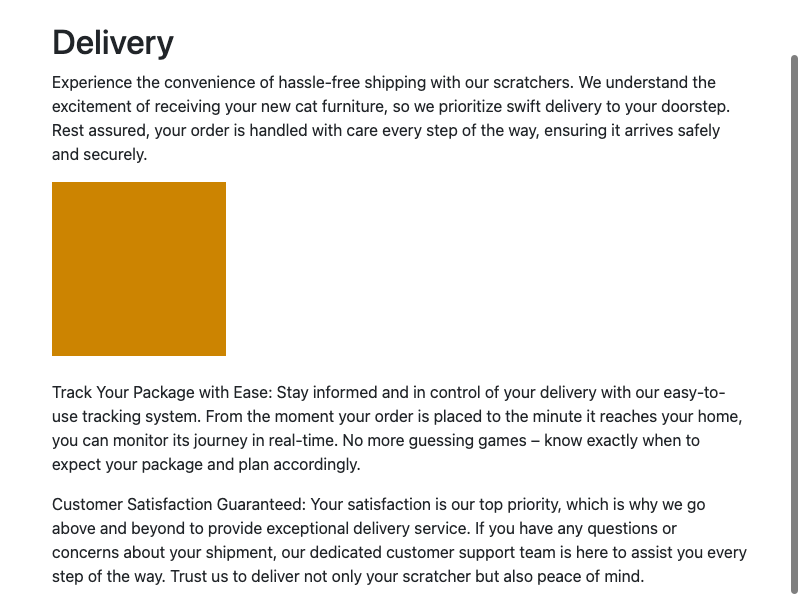 Delivery
Experience the convenience of hassle-free shipping with our scratchers. We understand the
excitement of receiving your new cat furniture, so we prioritize swift delivery to your doorstep.
Rest assured, your order is handled with care every step of the way, ensuring it arrives safely
and securely.
Track Your Package with Ease: Stay informed and in control of your delivery with our easy-to-
use tracking system. From the moment your order is placed to the minute it reaches your home,
you can monitor its journey in real-time. No more guessing games – know exactly when to
expect your package and plan accordingly.
Customer Satisfaction Guaranteed: Your satisfaction is our top priority, which is why we go
above and beyond to provide exceptional delivery service. If you have any questions or
concerns about your shipment, our dedicated customer support team is here to assist you every
step of the way. Trust us to deliver not only your scratcher but also peace of mind.